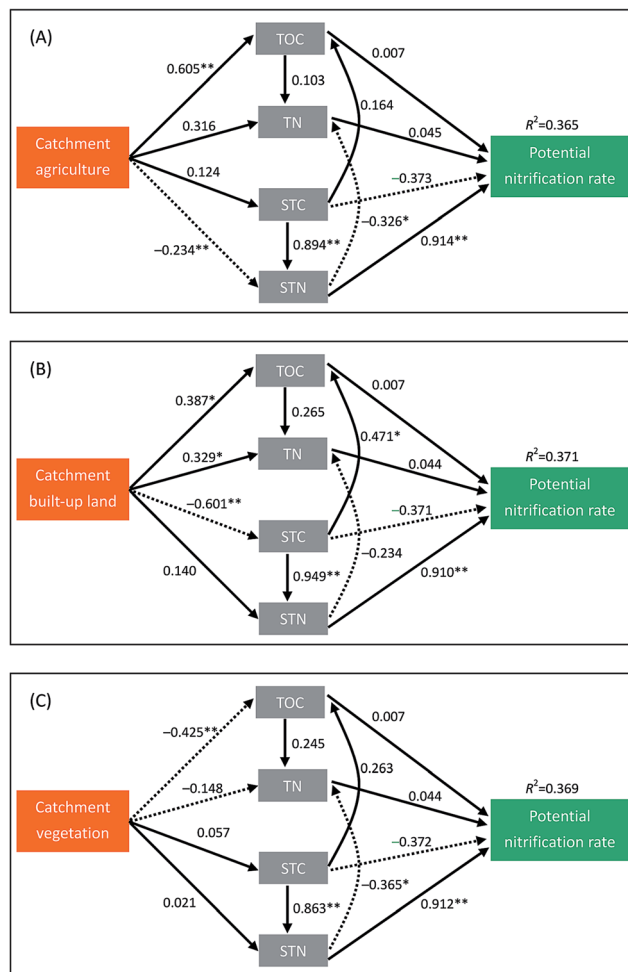 (A)
TOC
0.605**
0.007
0.103
0.164
R²=0.365
TN
Catchment
agriculture
0.316
0.045
Potential
nitrification rate
0.124
−0.373
STC
−0.326*
−0.234**
0.894**
0.914**
STN
(B)
TOC
0.387*
0.007
0.265
0.471*
R²=0.371
TN
Catchment
built-up land
0.329*
0.044
Potential
nitrification rate
−0.601**
−0.371
STC
−0.234
0.140
0.949**
0.910**
STN
(C)
TOC
−0.425**
0.007
0.245
0.263
R²=0.369
TN
Catchment
vegetation
−0.148
0.044
Potential
nitrification rate
0.057
−0.372
STC
−0.365*
0.021
0.863**
0.912**
STN